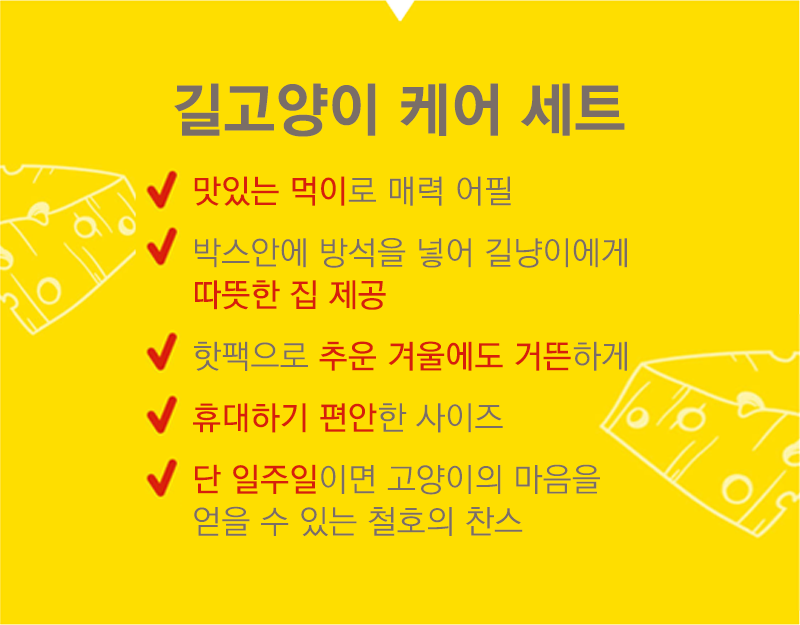 길고양이 케어 세트
맛있는 먹이로 매력 어필
박스안에 방석을 넣어 길냥이에게
따뜻한 집 제공
핫팩으로 추운 겨울에도 거뜬하게
휴대하기 편안한 사이즈
단 일주일이면 고양이의 마음을
얻을 수 있는 철호의 찬스